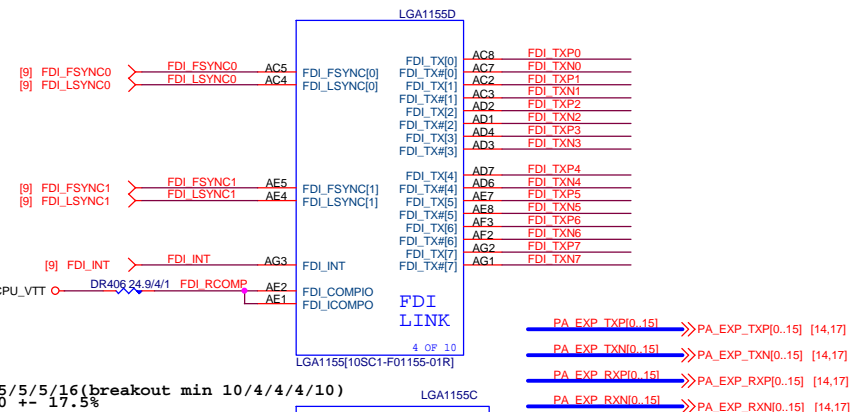 LGA1155D
[9] FDI_FSYNC0 FDI_FSYNC0 AC5 FDI_FSYNC[0]
[9] FDI_LSYNC0 FDI_LSYNC0 AC4 FDI_LSYNC[0]
FDI_TX[0] AC8 FDI_TXP0
FDI_TX#[0] AC7 FDI_TXN0
FDI_TX[1] AC2 FDI_TXP1
FDI_TX#[1] AC3 FDI_TXN1
FDI_TX[2] AD2 FDI_TXP2
FDI_TX#[2] AD1 FDI_TXN2
FDI_TX[3] AD4 FDI_TXP3
FDI_TX#[3] AD3 FDI_TXN3
[9] FDI_FSYNC1 FDI_FSYNC1 AE5 FDI_FSYNC[1]
[9] FDI_LSYNC1 FDI_LSYNC1 AE4 FDI_LSYNC[1]
FDI_TX[4] AD7 FDI_TXP4
FDI_TX#[4] AD6 FDI_TXN4
FDI_TX[5] AE7 FDI_TXP5
FDI_TX#[5] AE8 FDI_TXN5
FDI_TX[6] AF3 FDI_TXP6
FDI_TX#[6] AF2 FDI_TXN6
FDI_TX[7] AG2 FDI_TXP7
FDI_TX#[7] AG1 FDI_TXN7
[9] FDI_INT FDI_INT AG3 FDI_INT
CPU_VTT DR406 24.9/4/1 FDI_RCOMP AE2 FDI_COMPIO
AE1 FDI_ICOMPO
FDI
LINK
4 OF 10
LGA1155[10SC1-F01155-01R]
PA_EXP_TXP[0..15] PA_EXP_TXP[0..15] [14,17]
PA_EXP_TXN[0..15] PA_EXP_TXN[0..15] [14,17]
PA_EXP_RXP[0..15] PA_EXP_RXP[0..15] [14,17]
PA_EXP_RXN[0..15] PA_EXP_RXN[0..15] [14,17]
5/5/5/16(breakout min 10/4/4/4/10)
0 +- 17.5%
LGA1155C